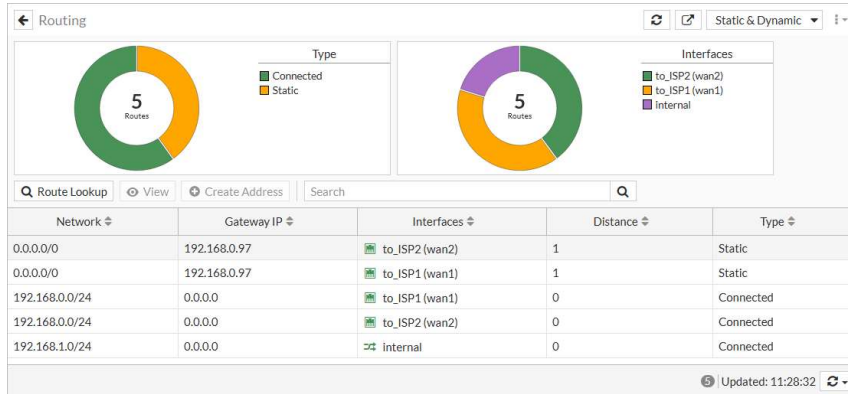 Routing
Static & Dynamic
Type
Connected
Static
5
Routes
Interfaces
to_ISP2 (wan2)
to_ISP1 (wan1)
internal
5
Routes
Route Lookup View Create Address Search
Network Gateway IP Interfaces Distance Type
0.0.0.0/0 192.168.0.97 to_ISP2 (wan2) 1 Static
0.0.0.0/0 192.168.0.97 to_ISP1 (wan1) 1 Static
192.168.0.0/24 0.0.0.0 to_ISP1 (wan1) 0 Connected
192.168.0.0/24 0.0.0.0 to_ISP2 (wan2) 0 Connected
192.168.1.0/24 0.0.0.0 internal 0 Connected
5 Updated: 11:28:32